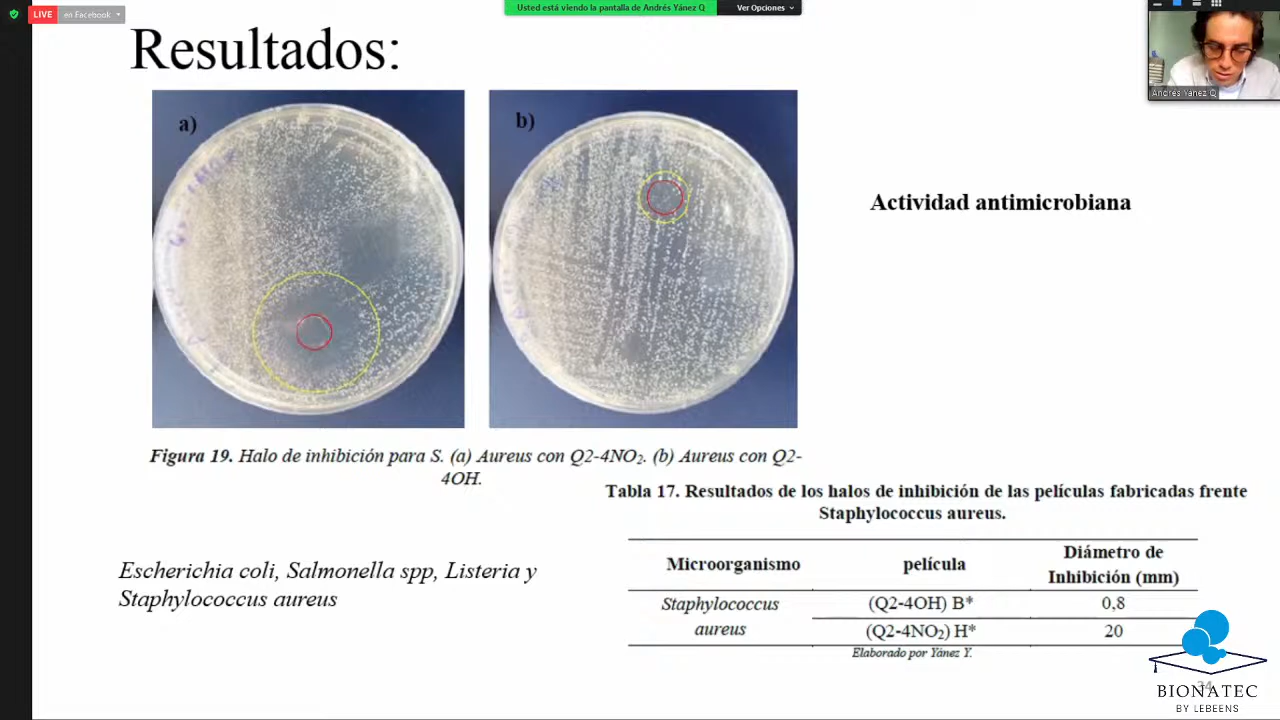 LIVE en Facebook
Usted está viendo la pantalla de Andrés Yánez Q Ver Opciones
Andrés Yánez Q
Resultados:
a)
b)
Actividad antimicrobiana
Figura 19. Halo de inhibición para S. (a) Aureus con Q2-4NO₂. (b) Aureus con Q2-
4OH.
Tabla 17. Resultados de los halos de inhibición de las películas fabricadas frente
Staphylococcus aureus.
Microorganismo película Diámetro de
Inhibición (mm)
Staphylococcus
aureus
(Q2-4OH) B* 0,8
(Q2-4NO₂) H* 20
Elaborado por Yánez Y.
Escherichia coli, Salmonella spp, Listeria y
Staphylococcus aureus
BIONATEC
BY LEBEENS